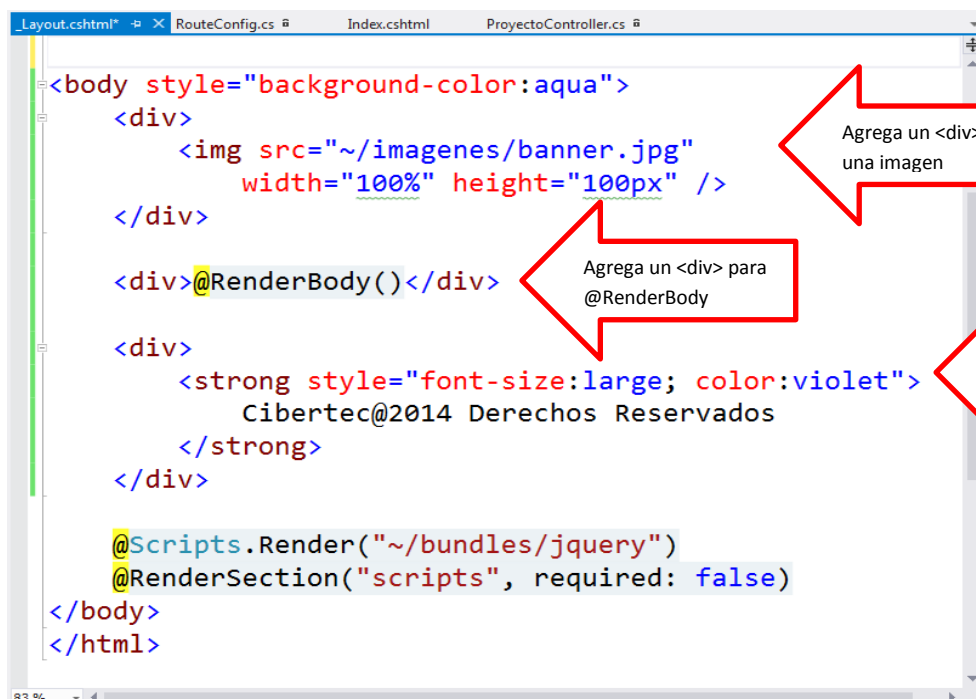 _Layout.cshtml* RouteConfig.cs Index.cshtml ProyectoController.cs
<body style="background-color:aqua">
<div>
<img src="~/imagenes/banner.jpg"
width="100%" height="100px" />
</div>
Agrega un <div>
una imagen
<div>@RenderBody()</div>
Agrega un <div> para
@RenderBody
<div>
<strong style="font-size:large; color:violet">
Cibertec@2014 Derechos Reservados
</strong>
</div>
@Scripts.Render("~/bundles/jquery")
@RenderSection("scripts", required: false)
</body>
</html>
83 %